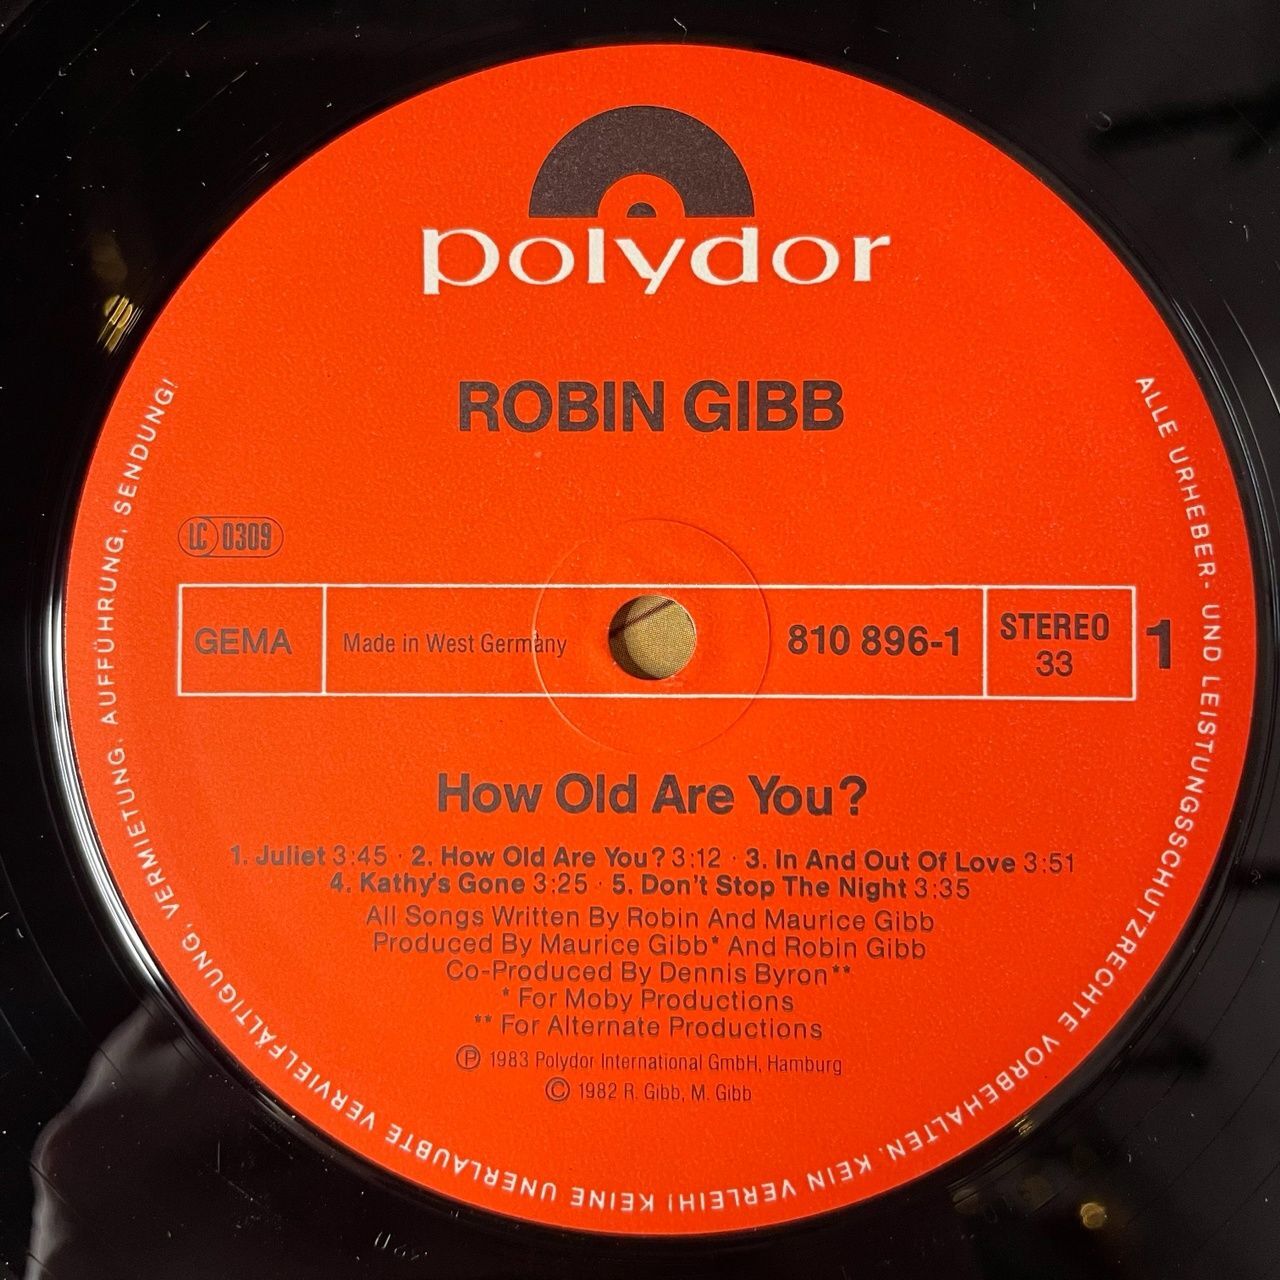 polydor
ROBIN GIBB
LC 0309
GEMA
Made in West Germany
810 896-1
STEREO
33
1
How Old Are You?
1. Juliet 3:45 · 2. How Old Are You? 3:12 · 3. In And Out Of Love 3:51
4. Kathy's Gone 3:25 · 5. Don't Stop The Night 3:35
All Songs Written By Robin And Maurice Gibb
Produced By Maurice Gibb* And Robin Gibb
Co-Produced By Dennis Byron**
* For Moby Productions
** For Alternate Productions
Ⓟ 1983 Polydor International GmbH, Hamburg
© 1982 R. Gibb, M. Gibb
ALLE URHEBER- UND LEISTUNGSSCHUTZRECHTE VORBEHALTEN. KEIN VERLEIH! KEINE UNERLAUBTE VERVIELFÄLTIGUNG, VERMIETUNG, AUFFÜHRUNG, SENDUNG!